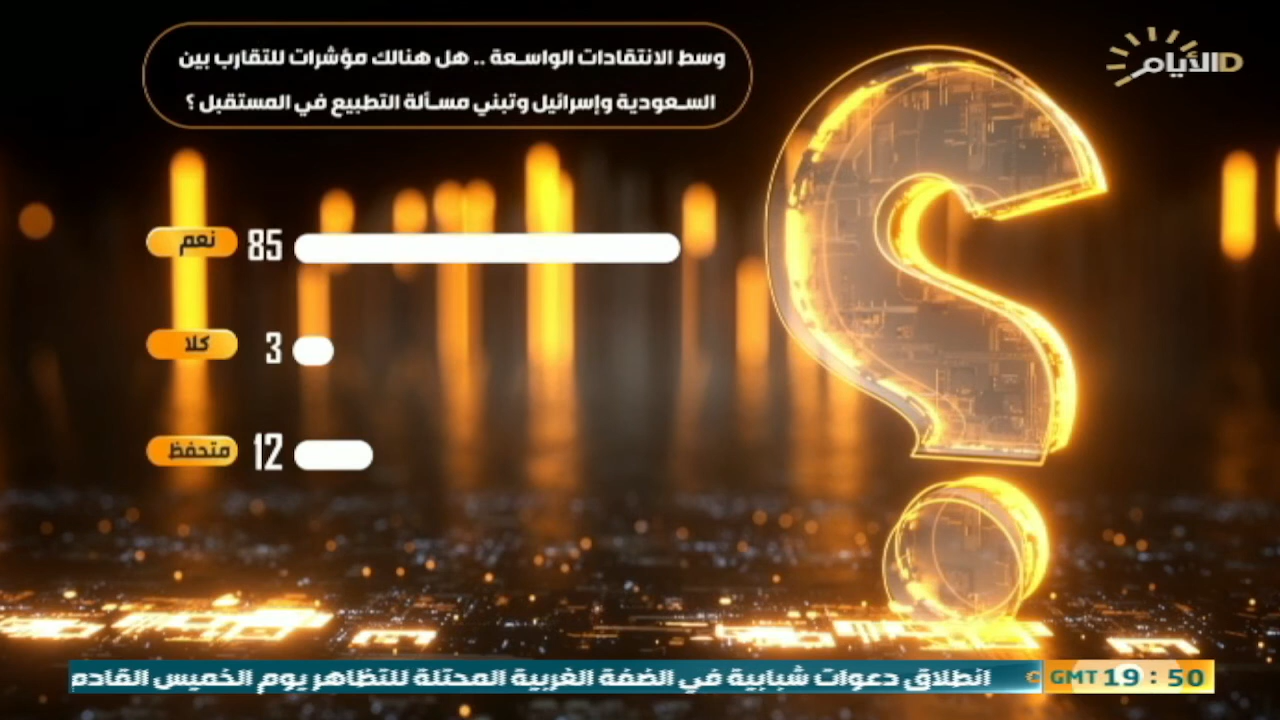 الأيام
وسط الانتقادات الواسعة .. هل هنالك مؤشرات للتقارب بين
السعودية وإسرائيل وتبني مسألة التطبيع في المستقبل ؟
نعم 85
كلا 3
متحفظ 12
انطلاق دعوات شبابية في الضفة الغربية المحتلة للتظاهر يوم الخميس القادم
GMT 19 : 50